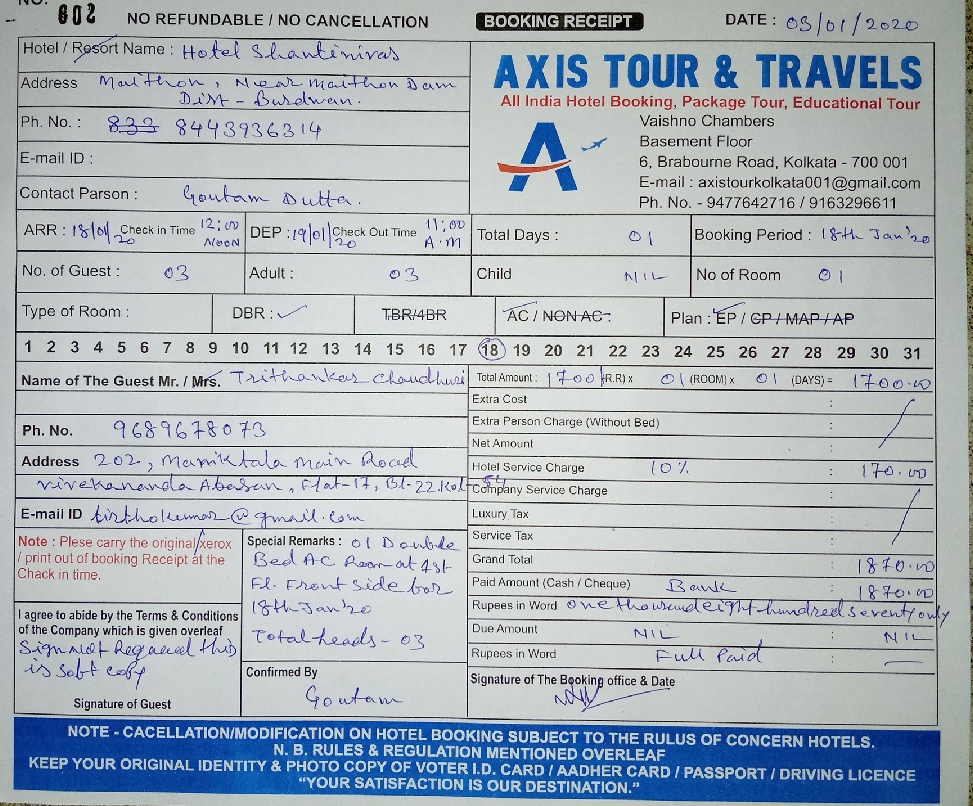 NO. 602 NO REFUNDABLE / NO CANCELLATION BOOKING RECEIPT DATE : 03/01/2020
Hotel / Resort Name : Hotel Shantinivas
Address Maithon, Near Maithon Dam
Dist - Burdwan.
Ph. No. : 833 8443936314
E-mail ID :
Contact Parson : Goutam Dutta.
AXIS TOUR & TRAVELS
All India Hotel Booking, Package Tour, Educational Tour
Vaishno Chambers
Basement Floor
6, Brabourne Road, Kolkata - 700 001
E-mail : axistourkolkata001@gmail.com
Ph. No. - 9477642716 / 9163296611
ARR : 18/01/20 Check in Time 12:00 NOON DEP : 19/01/20 Check Out Time 11:00 A.M Total Days : 01 Booking Period : 18th Jan'20
No. of Guest : 03 Adult : 03 Child NIL No of Room 01
Type of Room : DBR : TBR/4BR AC / NON AC : Plan : EP / CP / MAP / AP
1 2 3 4 5 6 7 8 9 10 11 12 13 14 15 16 17 18 19 20 21 22 23 24 25 26 27 28 29 30 31
Name of The Guest Mr. / Mrs. Tirthankar Chaudhuri
Ph. No. 9689678073
Address 202, Maniktala Main Road
Vivekananda Abasan, Flat-17, Bl-22. Kol-54
E-mail ID tirthokumar@gmail.com
Total Amount : 1700 (R.R) x 01 (ROOM) x 01 (DAYS) = 1700.00
Extra Cost :
Extra Person Charge (Without Bed) :
Net Amount :
Hotel Service Charge 10% : 170.00
Company Service Charge :
Luxury Tax :
Service Tax :
Grand Total : 1870.00
Paid Amount (Cash / Cheque) Bank : 1870.00
Rupees in Word One thousand eight hundred seventy only
Due Amount NIL : NIL
Rupees in Word Full Paid :
Signature of The Booking office & Date
Note : Plese carry the original/xerox
/ print out of booking Receipt at the
Chack in time.
I agree to abide by the Terms & Conditions
of the Company which is given overleaf
Sign not Required this
is soft copy
Signature of Guest
Special Remarks : 01 Double
Bed AC Room at 1st
Fl. Front Side for
18th Jan'20
Total heads - 03
Confirmed By
Goutam
NOTE - CACELLATION/MODIFICATION ON HOTEL BOOKING SUBJECT TO THE RULUS OF CONCERN HOTELS.
N. B. RULES & REGULATION MENTIONED OVERLEAF
KEEP YOUR ORIGINAL IDENTITY & PHOTO COPY OF VOTER I.D. CARD / AADHER CARD / PASSPORT / DRIVING LICENCE
"YOUR SATISFACTION IS OUR DESTINATION."